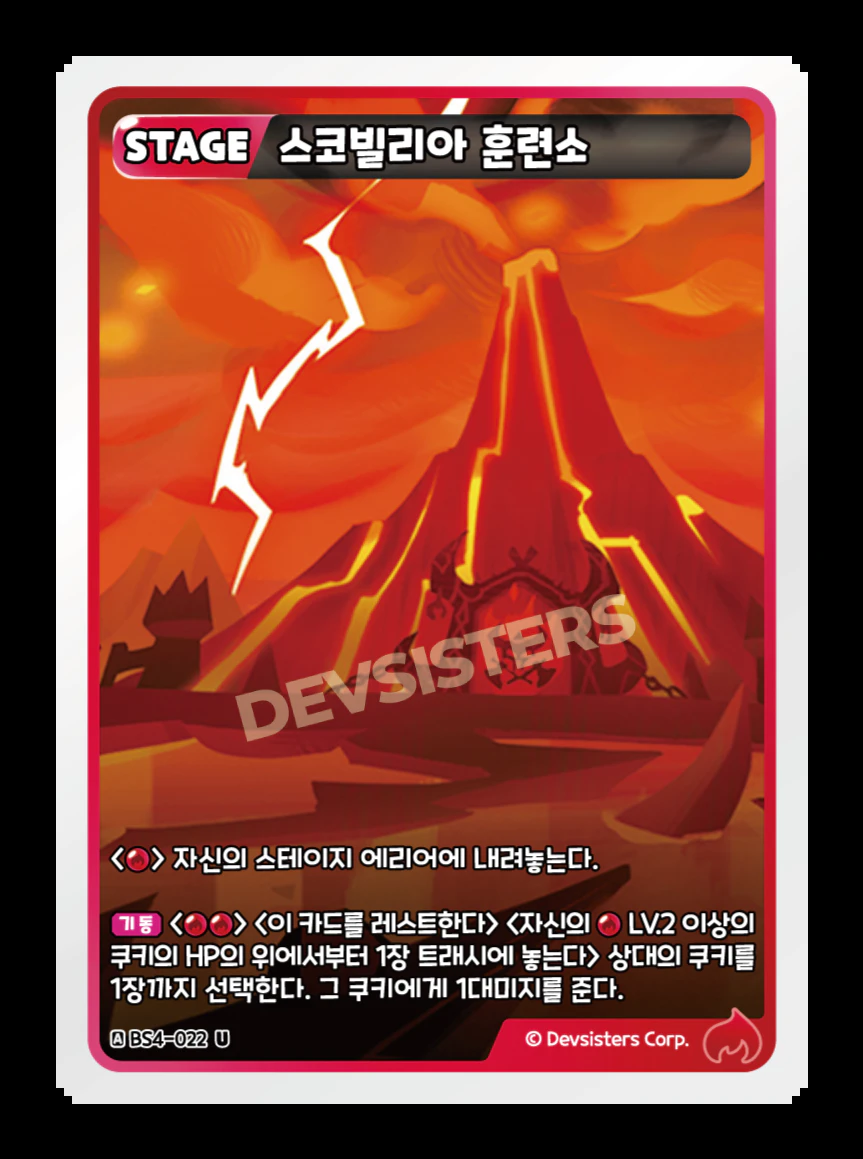 STAGE 스코빌리아 훈련소
DEVSISTERS
<> 자신의 스테이지 에리어에 내려놓는다.
기동 <> <이 카드를 레스트한다> <자신의 LV.2 이상의
쿠키의 HP의 위에서부터 1장 트래시에 놓는다> 상대의 쿠키를
1장까지 선택한다. 그 쿠키에게 1대미지를 준다.
A BS4-022 U
© Devsisters Corp.